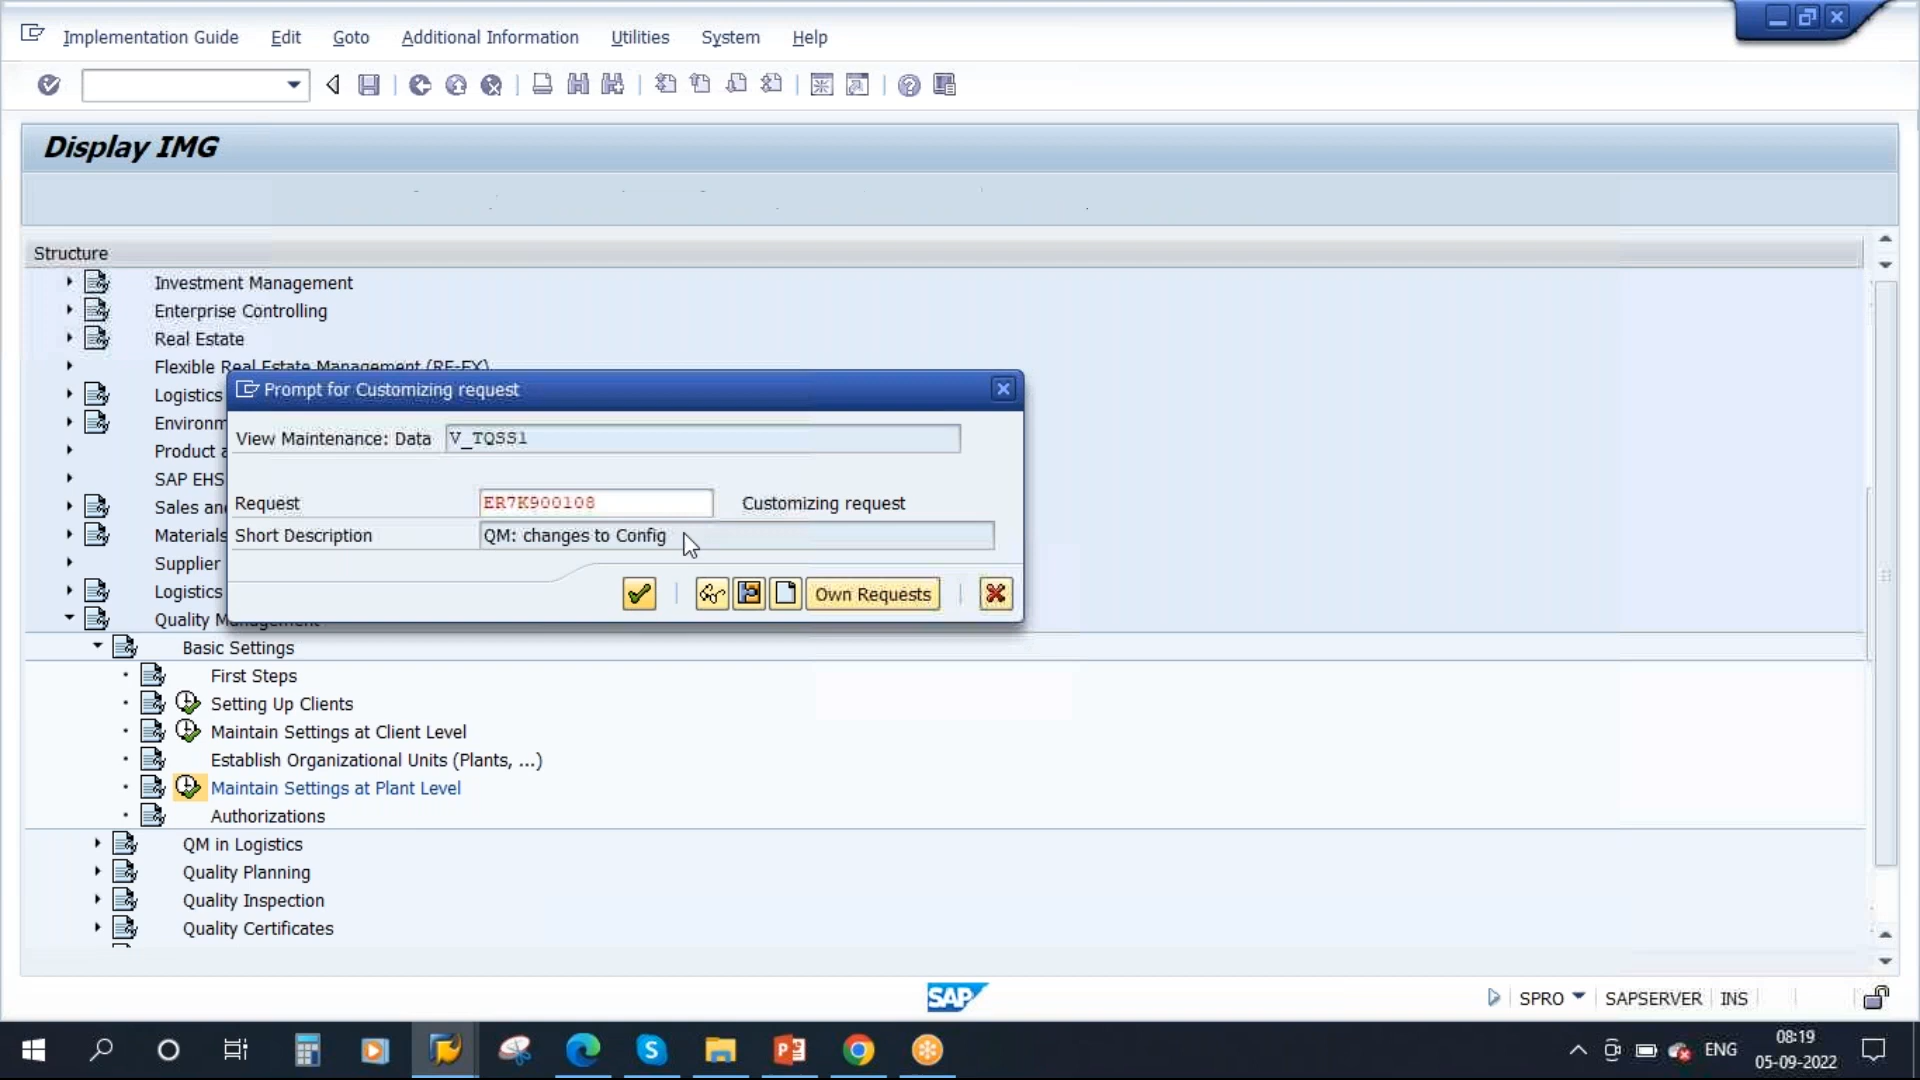 Implementation Guide Edit Goto Additional Information Utilities System Help
Display IMG
Structure
Investment Management
Enterprise Controlling
Real Estate
Flexible Real Estate Management (RE-FX)
Logistics
Prompt for Customizing request
Environm
View Maintenance: Data V_TQSS1
Product a
SAP EHS
Sales an
Request ER7K900108 Customizing request
Materials
Short Description QM: changes to Config
Supplier
Logistics
Own Requests
Quality Management
Basic Settings
First Steps
Setting Up Clients
Maintain Settings at Client Level
Establish Organizational Units (Plants, ...)
Maintain Settings at Plant Level
Authorizations
QM in Logistics
Quality Planning
Quality Inspection
Quality Certificates
SAP
SPRO SAPSERVER INS
ENG
08:19
05-09-2022